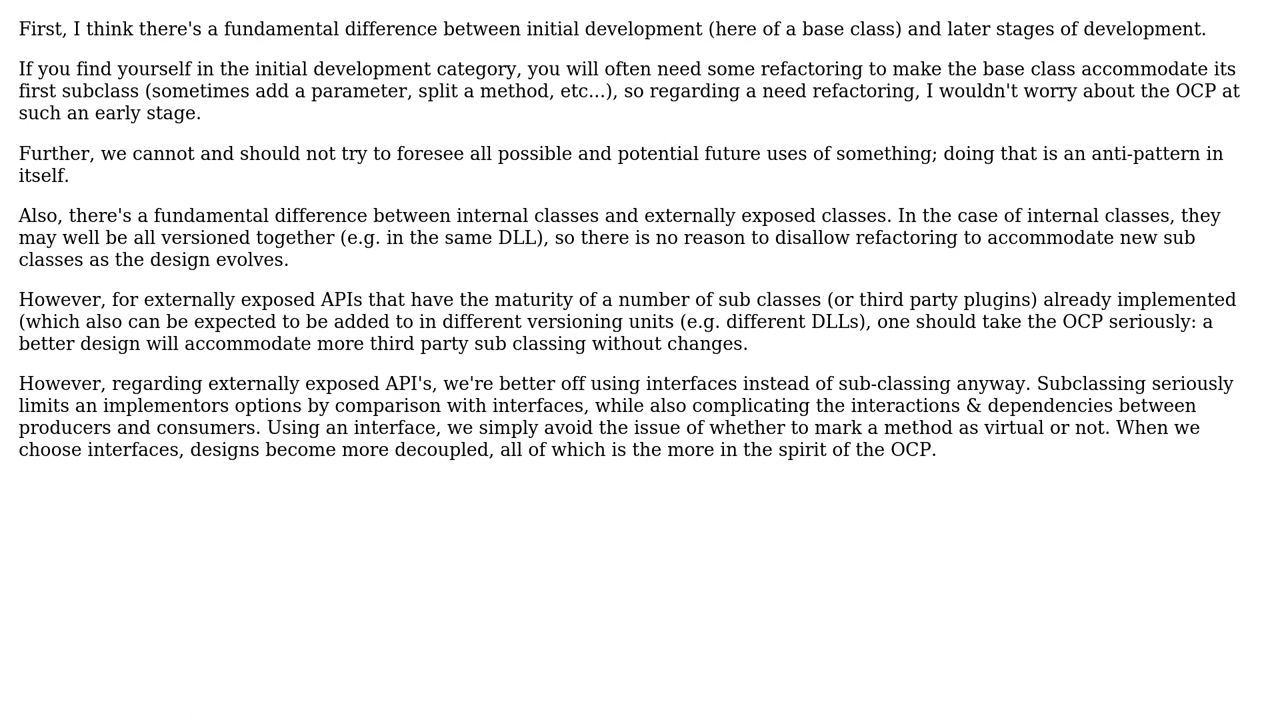 First, I think there's a fundamental difference between initial development (here of a base class) and later stages of development.
If you find yourself in the initial development category, you will often need some refactoring to make the base class accommodate its
first subclass (sometimes add a parameter, split a method, etc...), so regarding a need refactoring, I wouldn't worry about the OCP at
such an early stage.
Further, we cannot and should not try to foresee all possible and potential future uses of something; doing that is an anti-pattern in
itself.
Also, there's a fundamental difference between internal classes and externally exposed classes. In the case of internal classes, they
may well be all versioned together (e.g. in the same DLL), so there is no reason to disallow refactoring to accommodate new sub
classes as the design evolves.
However, for externally exposed APIs that have the maturity of a number of sub classes (or third party plugins) already implemented
(which also can be expected to be added to in different versioning units (e.g. different DLLs), one should take the OCP seriously: a
better design will accommodate more third party sub classing without changes.
However, regarding externally exposed API's, we're better off using interfaces instead of sub-classing anyway. Subclassing seriously
limits an implementors options by comparison with interfaces, while also complicating the interactions & dependencies between
producers and consumers. Using an interface, we simply avoid the issue of whether to mark a method as virtual or not. When we
choose interfaces, designs become more decoupled, all of which is the more in the spirit of the OCP.